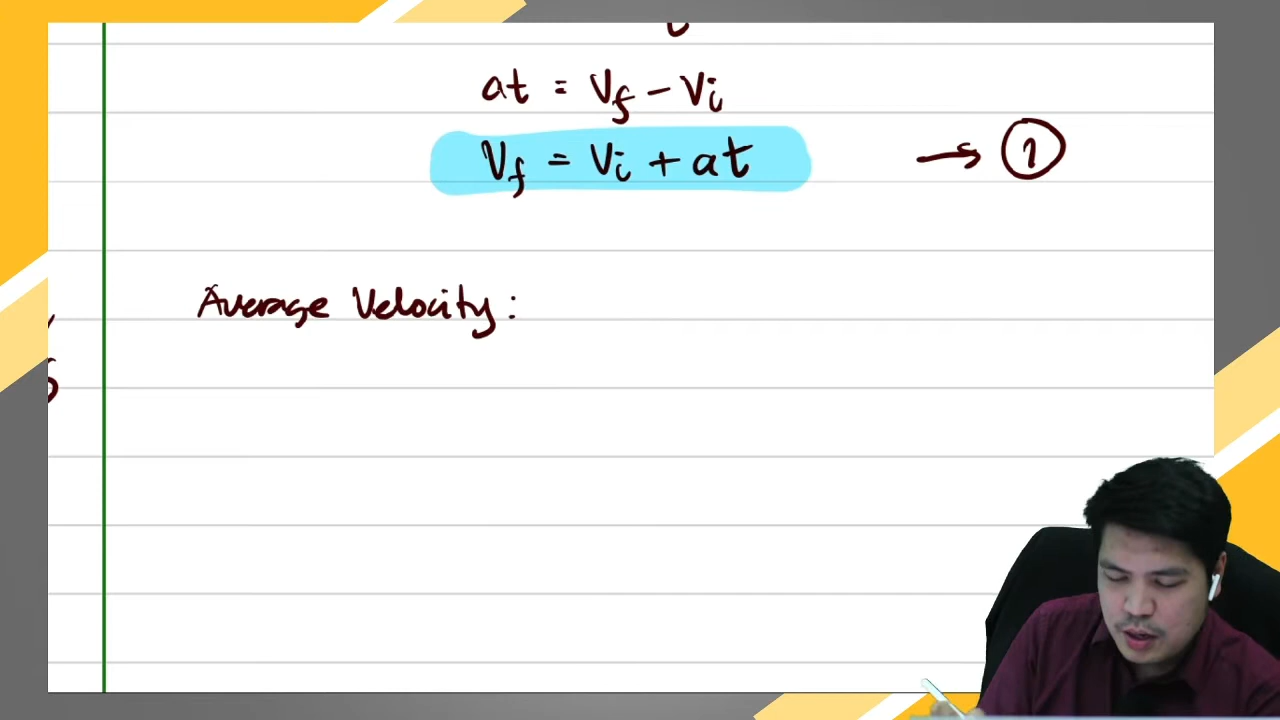 at = Vf - Vi
Vf = Vi + at → 1
Average Velocity: